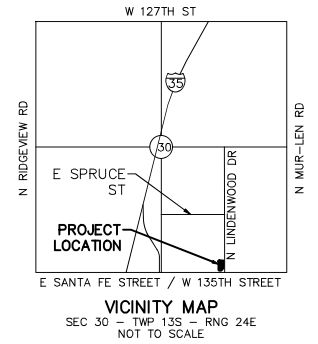 W 127TH ST
N RIDGEVIEW RD
35
N MUR-LEN RD
30
N LINDENWOOD DR
E SPRUCE
ST
PROJECT
LOCATION
E SANTA FE STREET / W 135TH STREET
VICINITY MAP
SEC 30 - TWP 13S - RNG 24E
NOT TO SCALE